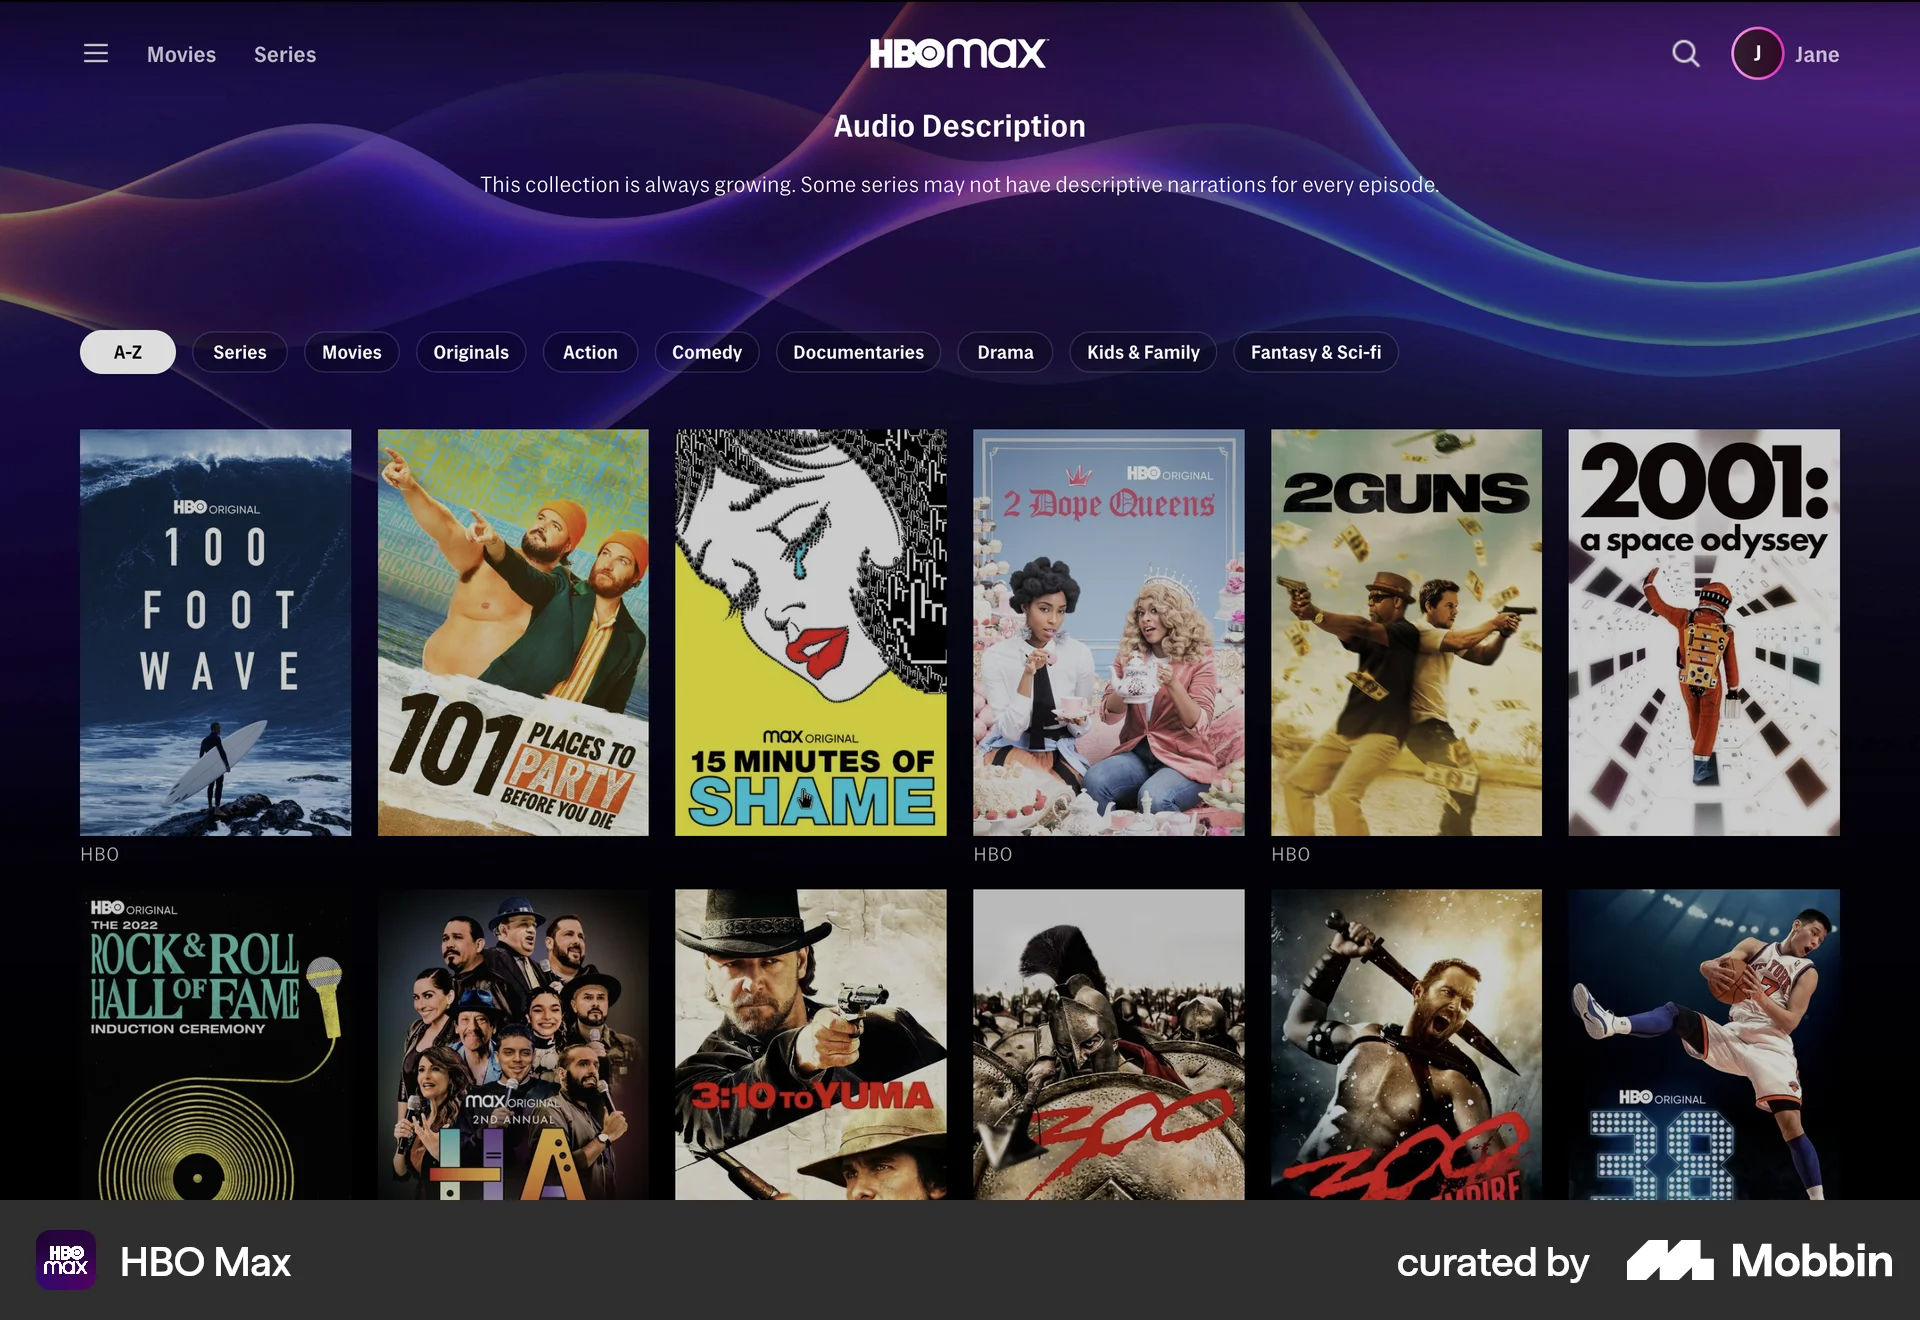 Movies
Series
HBOmax
J
Jane
Audio Description
This collection is always growing. Some series may not have descriptive narrations for every episode.
A-Z
Series
Movies
Originals
Action
Comedy
Documentaries
Drama
Kids & Family
Fantasy & Sci-fi
HBO ORIGINAL
100
FOOT
WAVE
101 PLACES TO
PARTY
BEFORE YOU DIE
max ORIGINAL
15 MINUTES OF
SHAME
HBO ORIGINAL
2 Dope Queens
2GUNS
2001:
a space odyssey
HBO
HBO
HBO
HBO ORIGINAL
THE 2022
ROCK & ROLL
HALL OF FAME
INDUCTION CEREMONY
max ORIGINAL
2ND ANNUAL
HA
3:10 TO YUMA
300
300
EMPIRE
YORK
7
HBO ORIGINAL
38
HBO
max
HBO Max
curated by
Mobbin